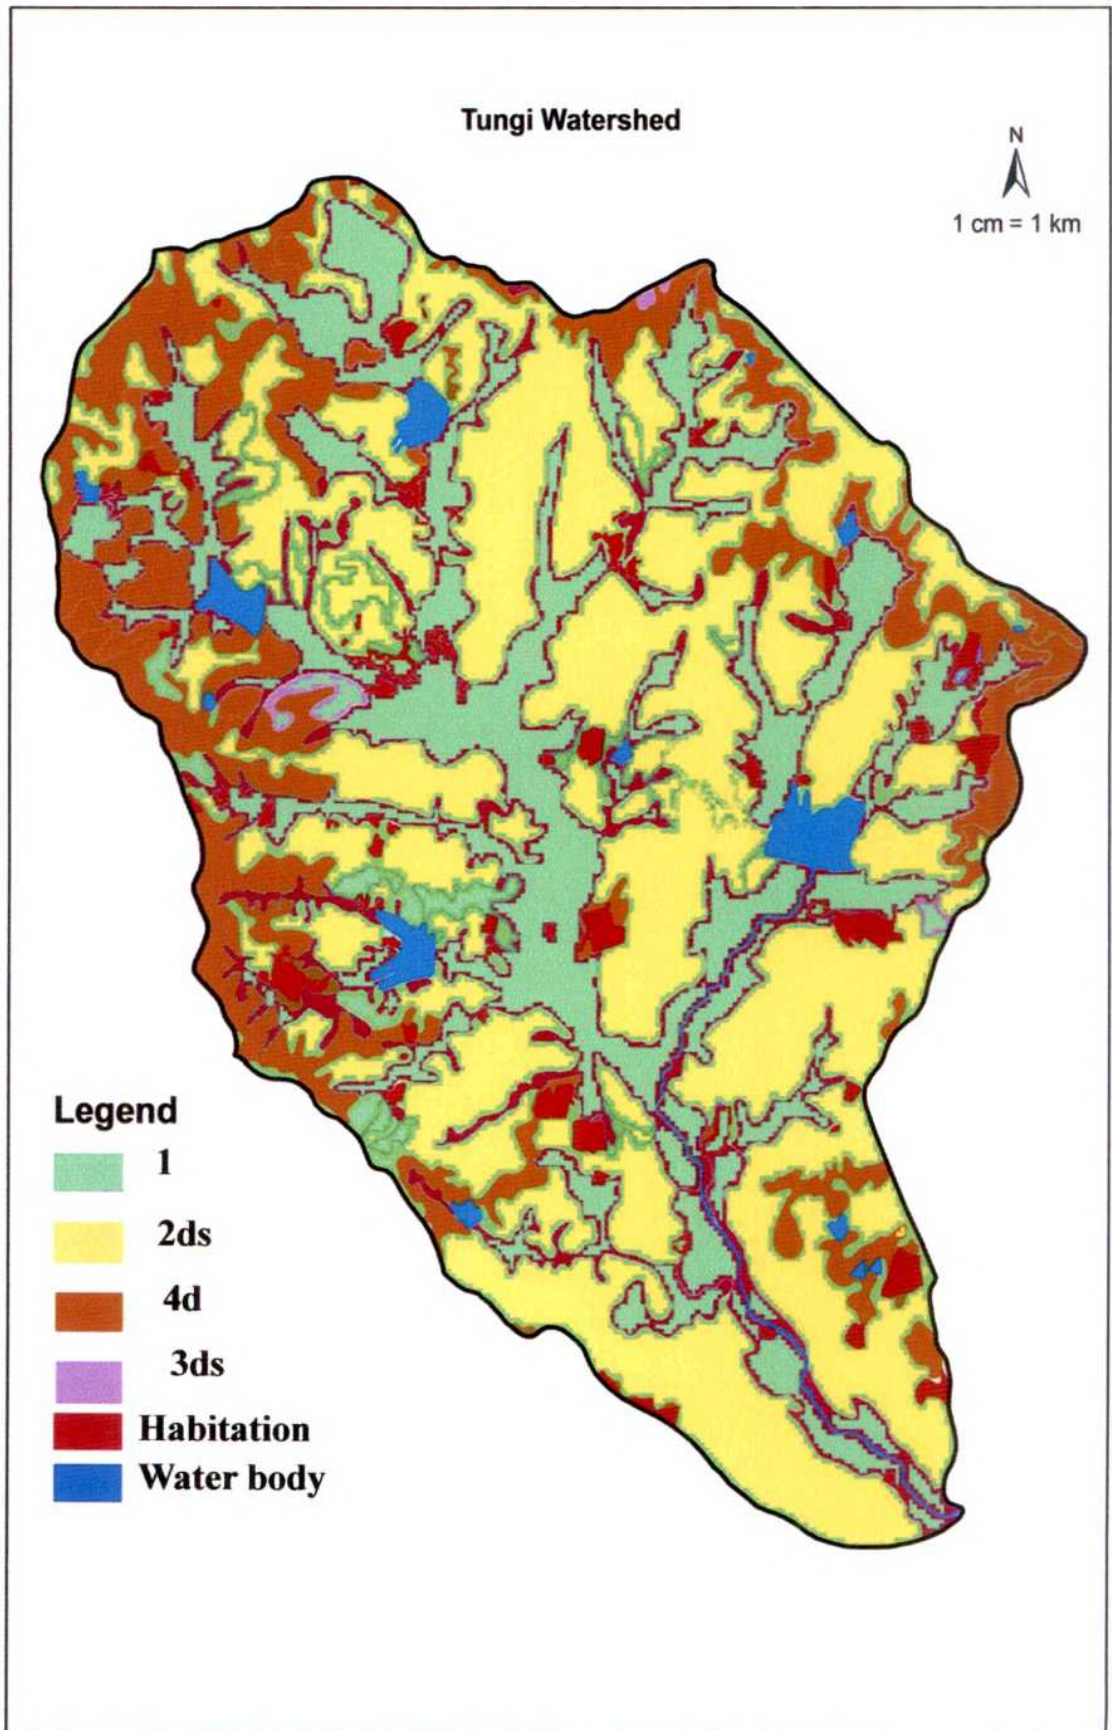 Tungi Watershed
N
1 cm = 1 km
Legend
1
2ds
4d
3ds
Habitation
Water body